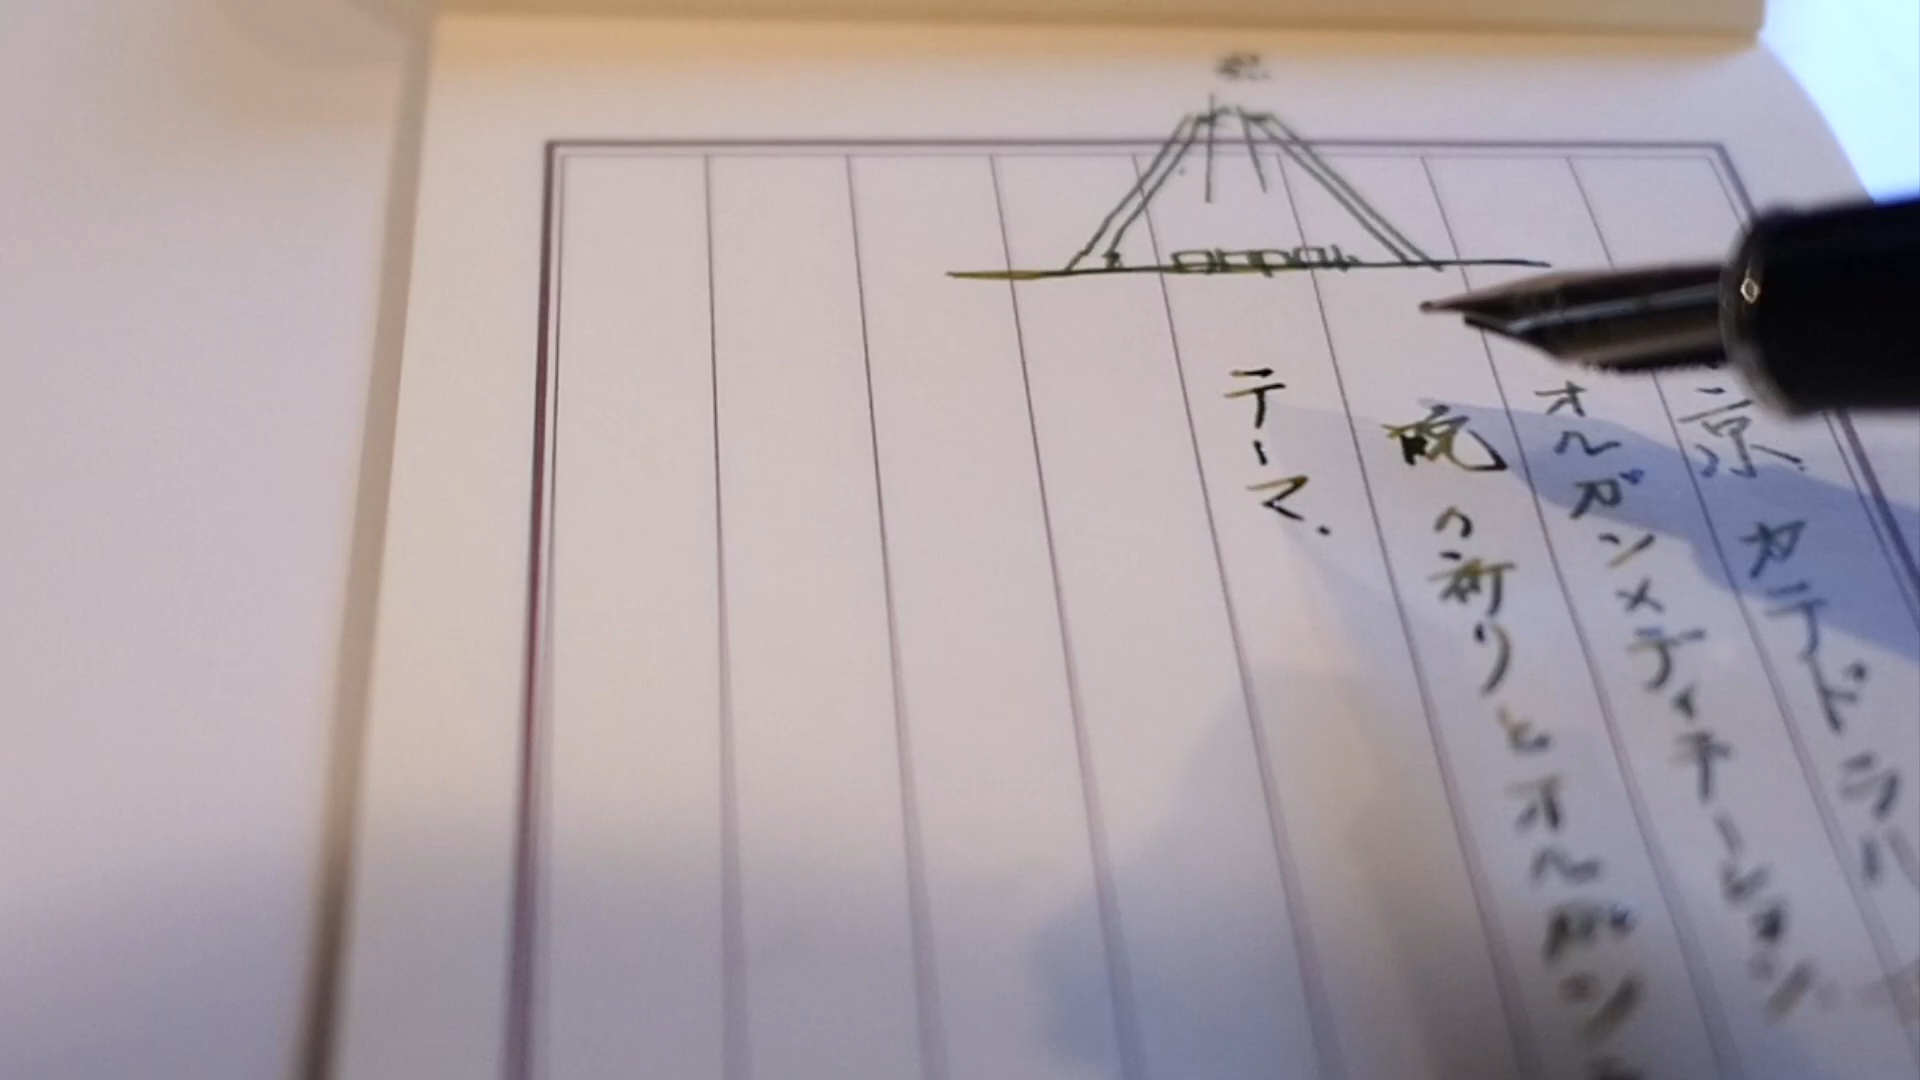 京カテドラル
オルガンメディテーション
晩の祈りとオルガン
テーマ.